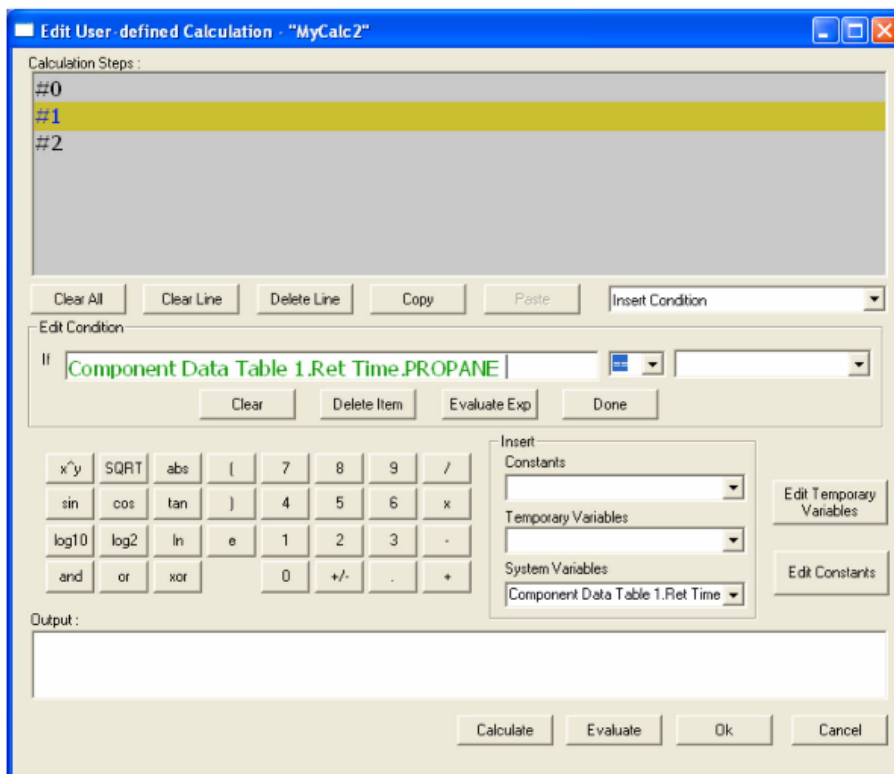 Edit User-defined Calculation - "MyCalc2"
Calculation Steps :
#0
#1
#2
Clear All Clear Line Delete Line Copy Paste Insert Condition
Edit Condition
If Component Data Table 1.Ret Time.PROPANE ==
Clear Delete Item Evaluate Exp Done
x^y SQRT abs ( 7 8 9 /
sin cos tan ) 4 5 6 x
log10 log2 ln e 1 2 3 -
and or xor 0 +/- . +
Insert
Constants
Temporary Variables
System Variables
Component Data Table 1.Ret Time
Edit Temporary
Variables
Edit Constants
Output :
Calculate Evaluate Ok Cancel